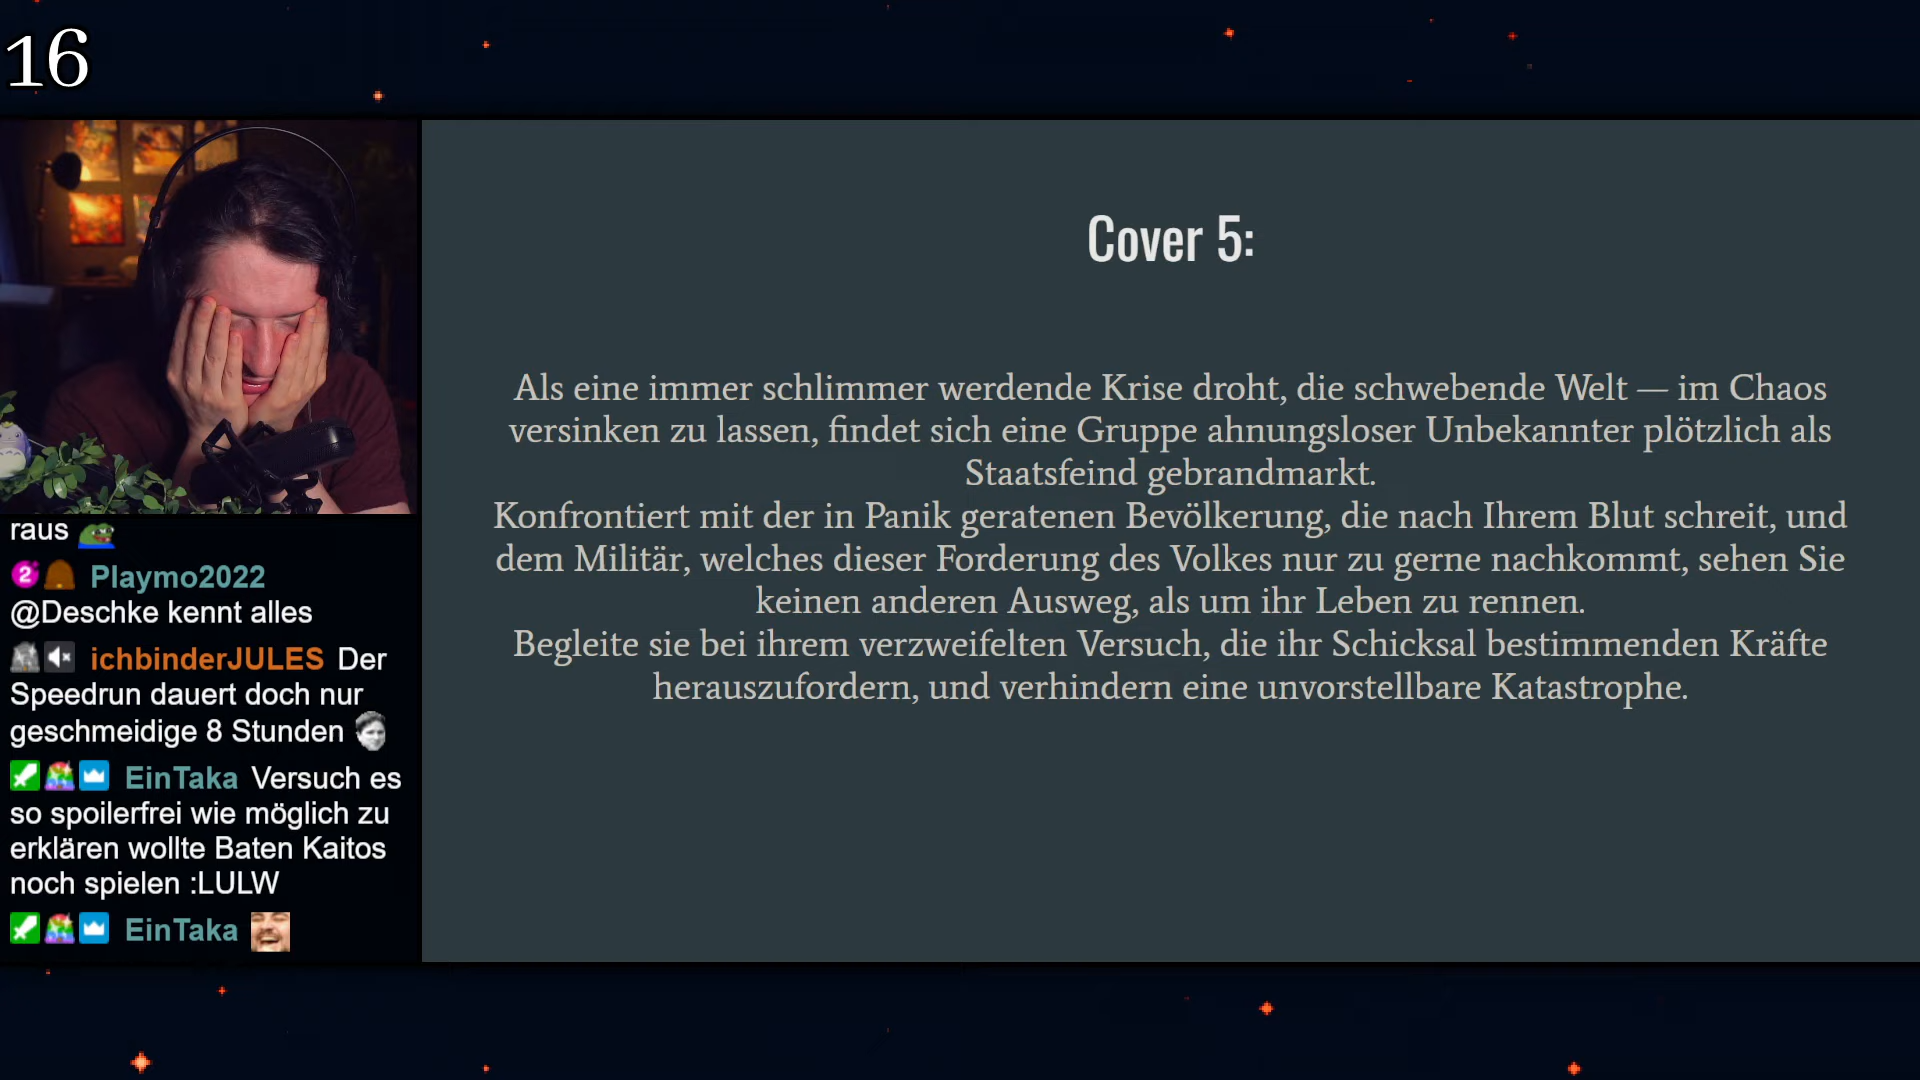 16
Cover 5:
Als eine immer schlimmer werdende Krise droht, die schwebende Welt — im Chaos
versinken zu lassen, findet sich eine Gruppe ahnungsloser Unbekannter plötzlich als
Staatsfeind gebrandmarkt.
Konfrontiert mit der in Panik geratenen Bevölkerung, die nach Ihrem Blut schreit, und
dem Militär, welches dieser Forderung des Volkes nur zu gerne nachkommt, sehen Sie
keinen anderen Ausweg, als um ihr Leben zu rennen.
Begleite sie bei ihrem verzweifelten Versuch, die ihr Schicksal bestimmenden Kräfte
herauszufordern, und verhindern eine unvorstellbare Katastrophe.
raus
2 Playmo2022
@Deschke kennt alles
ichbinderJULES Der
Speedrun dauert doch nur
geschmeidige 8 Stunden
EinTaka Versuch es
so spoilerfrei wie möglich zu
erklären wollte Baten Kaitos
noch spielen :LULW
EinTaka